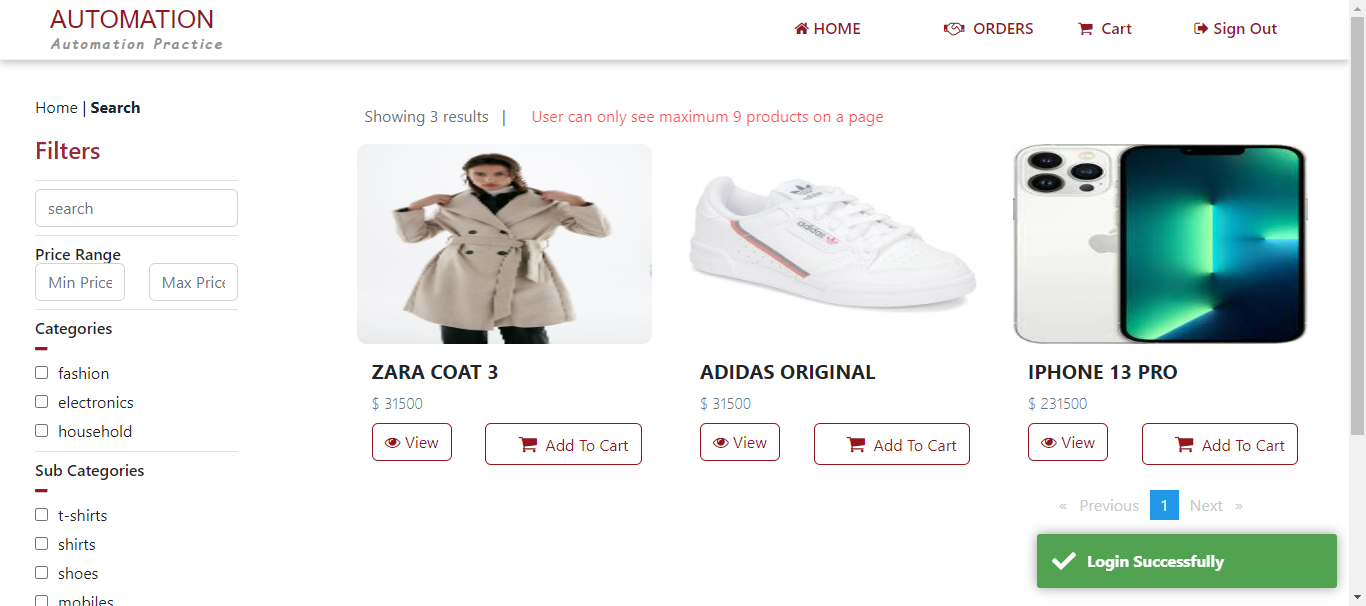 AUTOMATION
Automation Practice
HOME
ORDERS
Cart
Sign Out
Home | Search
Filters
search
Price Range
Min Price
Max Price
Categories
fashion
electronics
household
Sub Categories
t-shirts
shirts
shoes
mobiles
Showing 3 results |
User can only see maximum 9 products on a page
adidas
ZARA COAT 3
$ 31500
View
Add To Cart
ADIDAS ORIGINAL
$ 31500
View
Add To Cart
IPHONE 13 PRO
$ 231500
View
Add To Cart
« Previous 1 Next »
Login Successfully